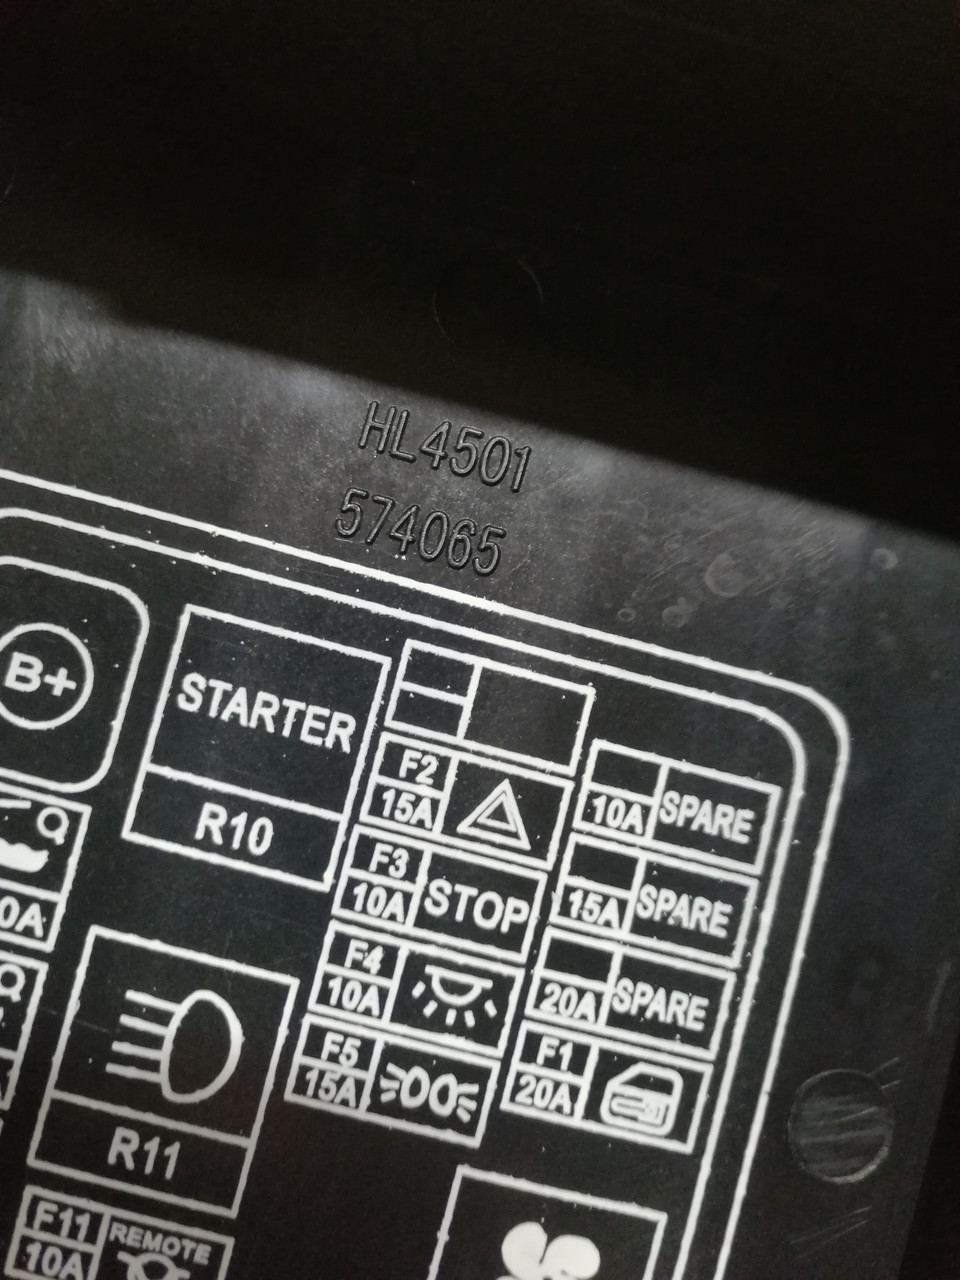 HL4501
574065
B+
STARTER
R10
F2
15A
10A
SPARE
F3
10A
STOP
15A
SPARE
F4
10A
20A
SPARE
F5
15A
F1
20A
R11
F11
10A
REMOTE